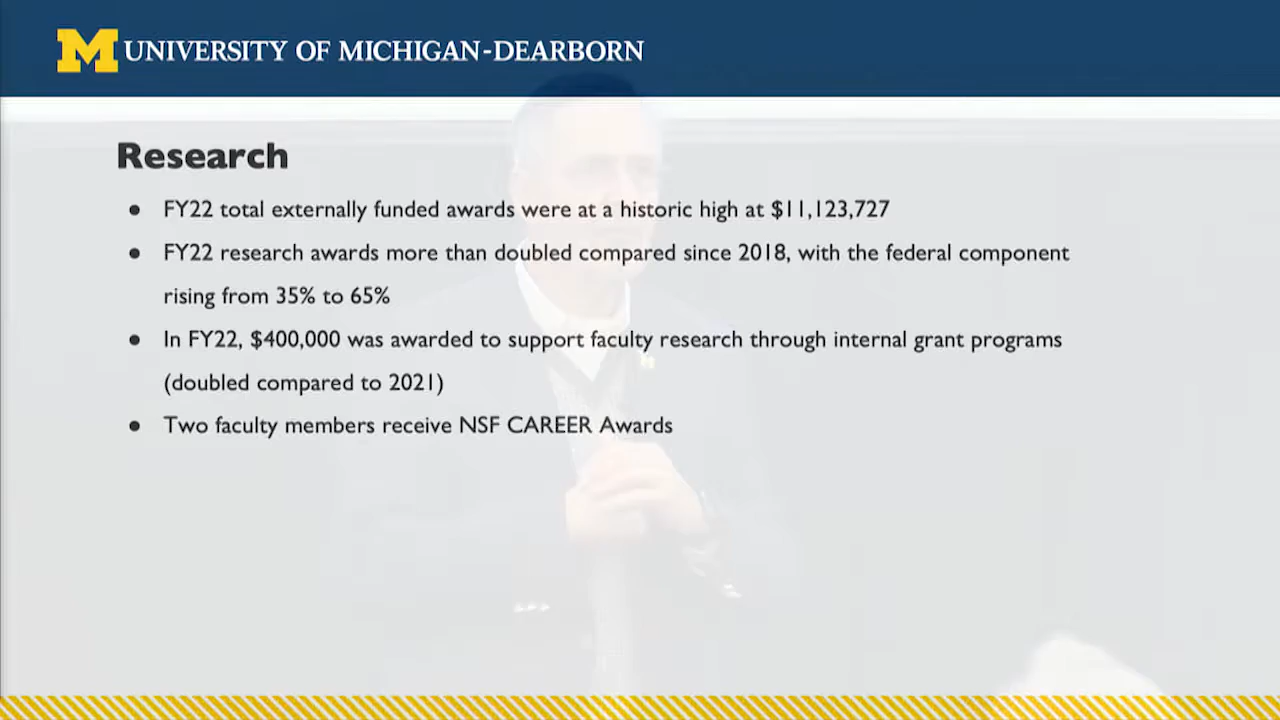 M UNIVERSITY OF MICHIGAN-DEARBORN
Research
● FY22 total externally funded awards were at a historic high at $11,123,727
● FY22 research awards more than doubled compared since 2018, with the federal component
rising from 35% to 65%
● In FY22, $400,000 was awarded to support faculty research through internal grant programs
(doubled compared to 2021)
● Two faculty members receive NSF CAREER Awards